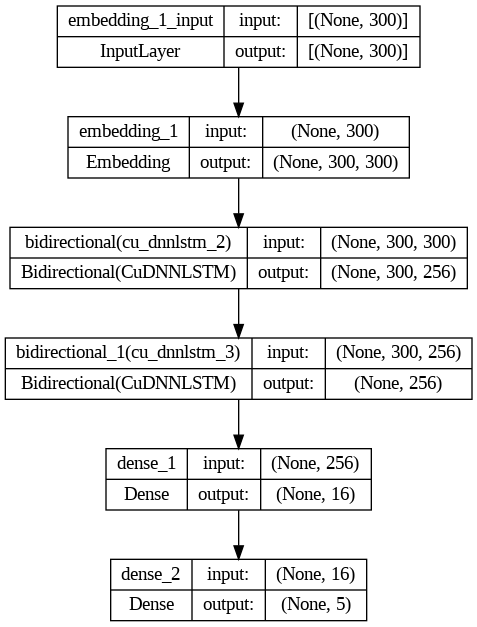 embedding_1_input input: [(None, 300)]
InputLayer output: [(None, 300)]
embedding_1 input: (None, 300)
Embedding output: (None, 300, 300)
bidirectional(cu_dnnlstm_2) input: (None, 300, 300)
Bidirectional(CuDNNLSTM) output: (None, 300, 256)
bidirectional_1(cu_dnnlstm_3) input: (None, 300, 256)
Bidirectional(CuDNNLSTM) output: (None, 256)
dense_1 input: (None, 256)
Dense output: (None, 16)
dense_2 input: (None, 16)
Dense output: (None, 5)